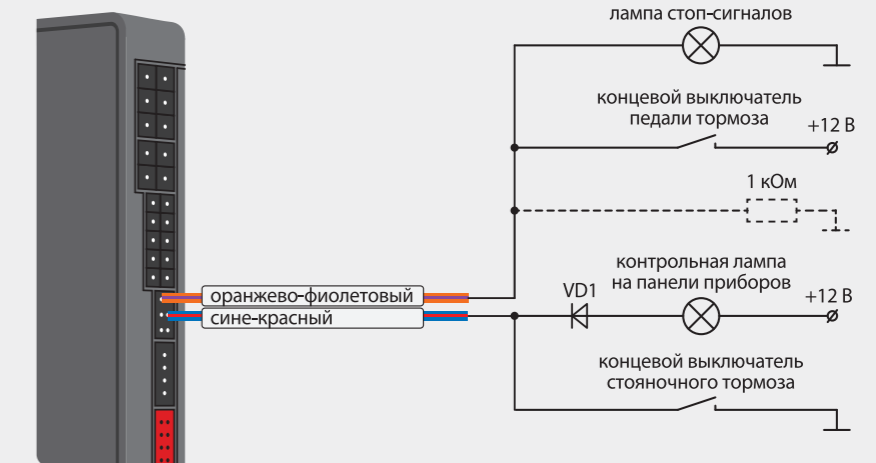 лампа стоп-сигналов
концевой выключатель
педали тормоза
+12 В
1 кОм
контрольная лампа
на панели приборов
+12 В
VD1
оранжево-фиолетовый
сине-красный
концевой выключатель
стояночного тормоза